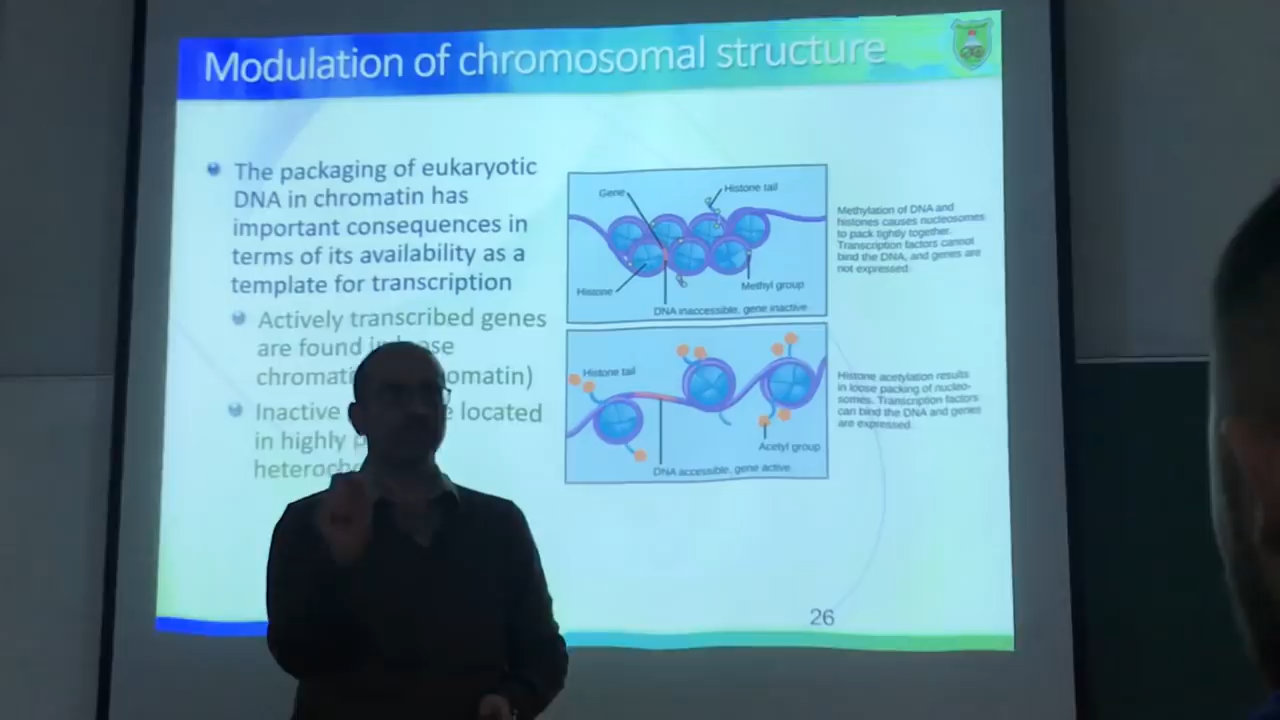 Modulation of chromosomal structure
The packaging of eukaryotic
DNA in chromatin has
important consequences in
terms of its availability as a
template for transcription
Actively transcribed genes
are found
omatin)
Inactive located
in highly
Gene
Histone tail
Histone
Methyl group
DNA inaccessible, gene inactive
Methylation of DNA and
histones causes nucleosomes
to pack tightly together.
Transcription factors cannot
bind the DNA, and genes are
not expressed.
Histone tail
Acetyl group
DNA accessible, gene active
Histone acetylation results
in loose packing of nucleo-
somes. Transcription factors
can bind the DNA and genes
are expressed.
26